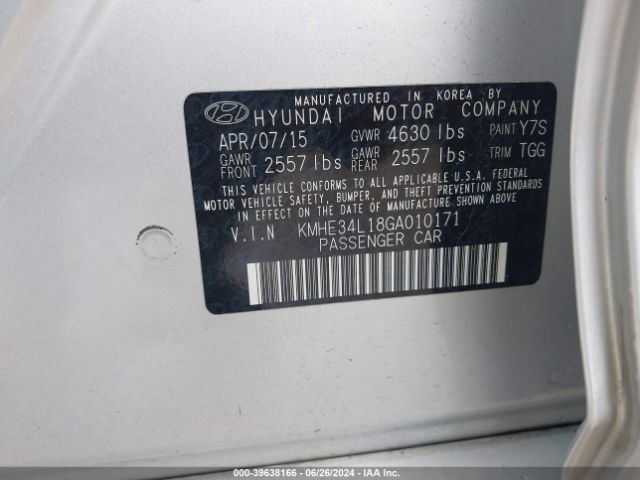 MANUFACTURED IN KOREA BY
HYUNDAI MOTOR COMPANY
APR/07/15 GVWR 4630 lbs PAINT Y7S
GAWR FRONT 2557 lbs GAWR REAR 2557 lbs TRIM TGG
THIS VEHICLE CONFORMS TO ALL APPLICABLE U.S.A. FEDERAL
MOTOR VEHICLE SAFETY, BUMPER, AND THEFT PREVENTION STANDARDS
IN EFFECT ON THE DATE OF MANUFACTURE SHOWN ABOVE
V.I.N KMHE34L18GA010171
PASSENGER CAR
000-39638166 - 06/26/2024 - IAA Inc.